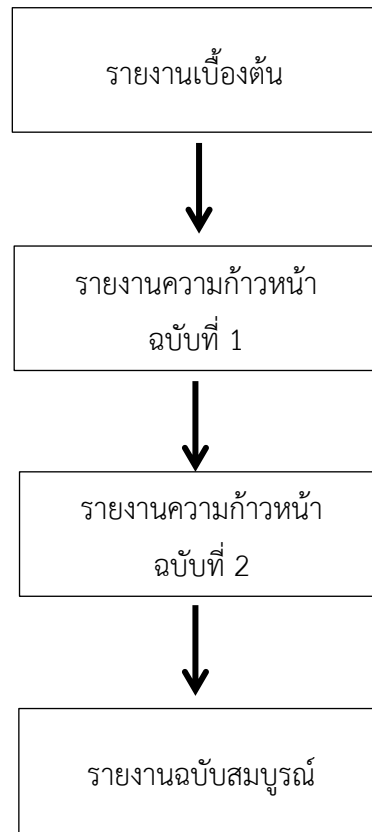 รายงานเบื้องต้น
รายงานความก้าวหน้า
ฉบับที่ 1
รายงานความก้าวหน้า
ฉบับที่ 2
รายงานฉบับสมบูรณ์